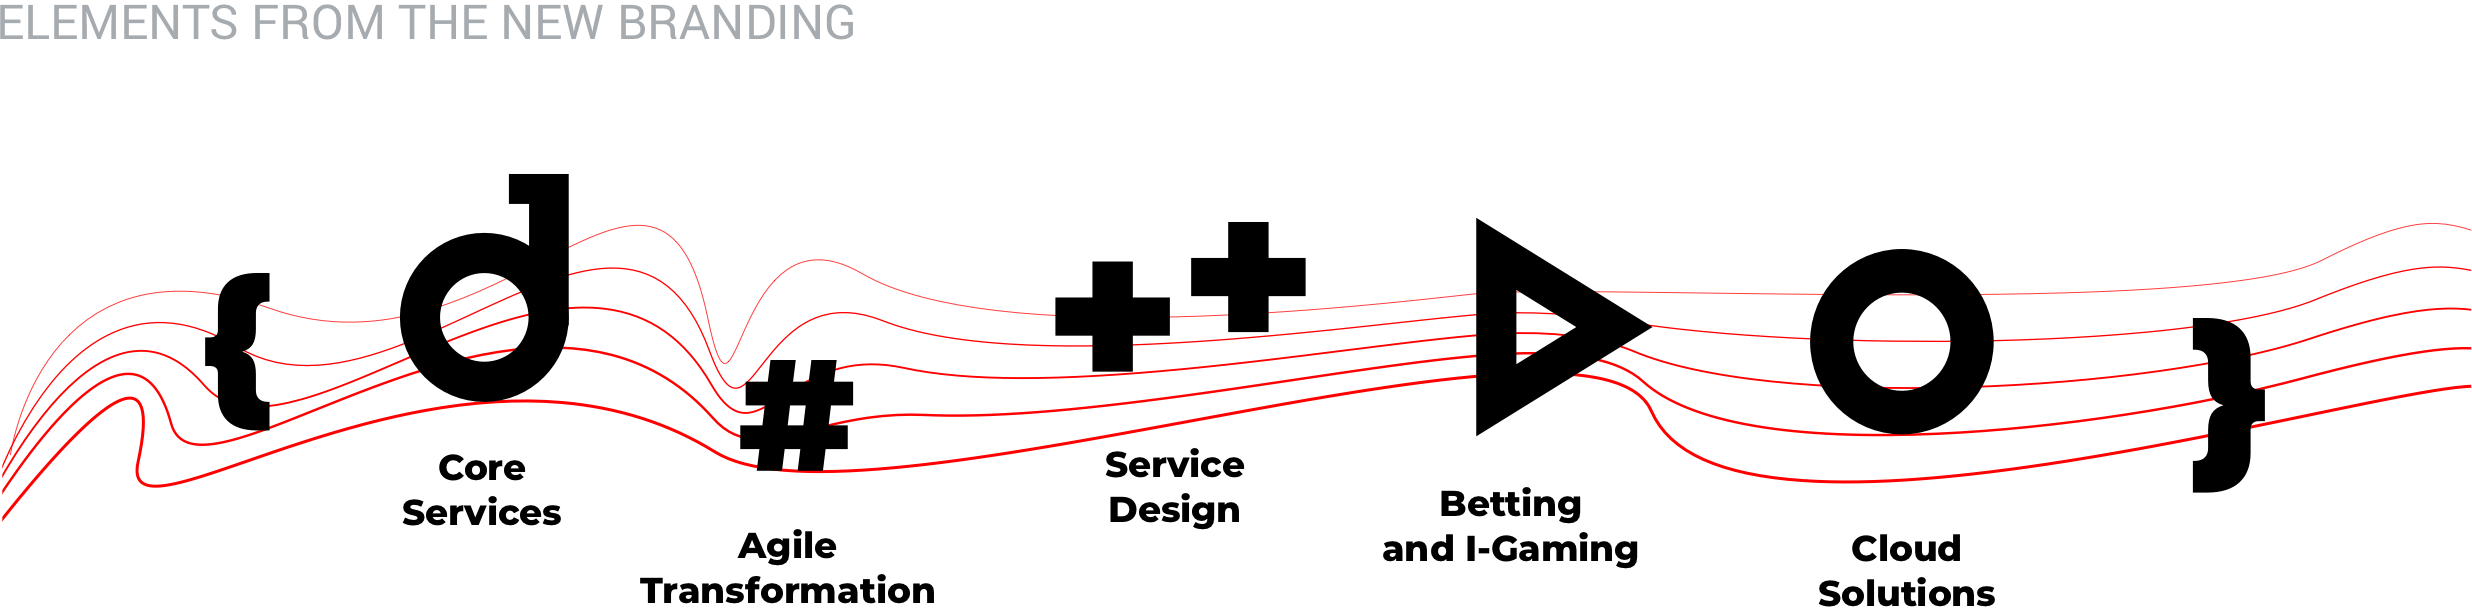 ELEMENTS FROM THE NEW BRANDING
{ d # + + }
Core
Services
Agile
Transformation
Service
Design
Betting
and I-Gaming
Cloud
Solutions